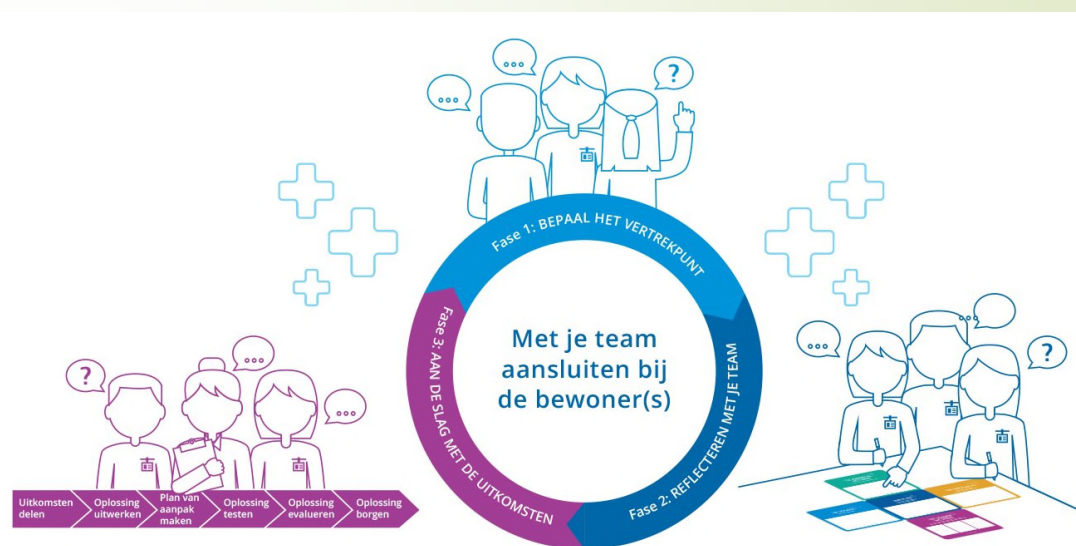 Fase 1: BEPAAL HET VERTREKPUNT
Fase 2: REFLECTEREN MET JE TEAM
Fase 3: AAN DE SLAG MET DE UITKOMSTEN
Met je team
aansluiten bij
de bewoner(s)
?
?
?
Uitkomsten
delen
Oplossing
uitwerken
Plan van
aanpak
maken
Oplossing
testen
Oplossing
evalueren
Oplossing
borgen